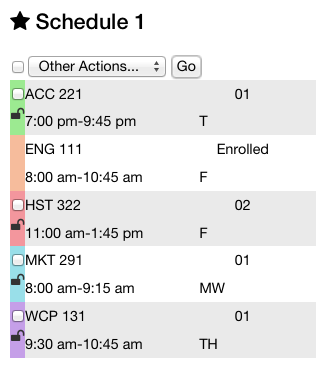 ★ Schedule 1
Other Actions... Go
ACC 221 01
7:00 pm-9:45 pm T
ENG 111 Enrolled
8:00 am-10:45 am F
HST 322 02
11:00 am-1:45 pm F
MKT 291 01
8:00 am-9:15 am MW
WCP 131 01
9:30 am-10:45 am TH